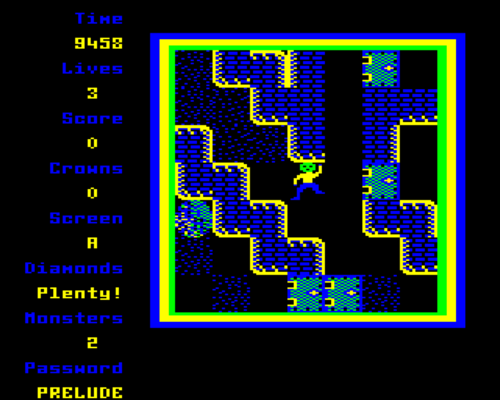 Time
9458
Lives
3
Score
0
Crowns
0
Screen
A
Diamonds
Plenty!
Monsters
2
Password
PRELUDE